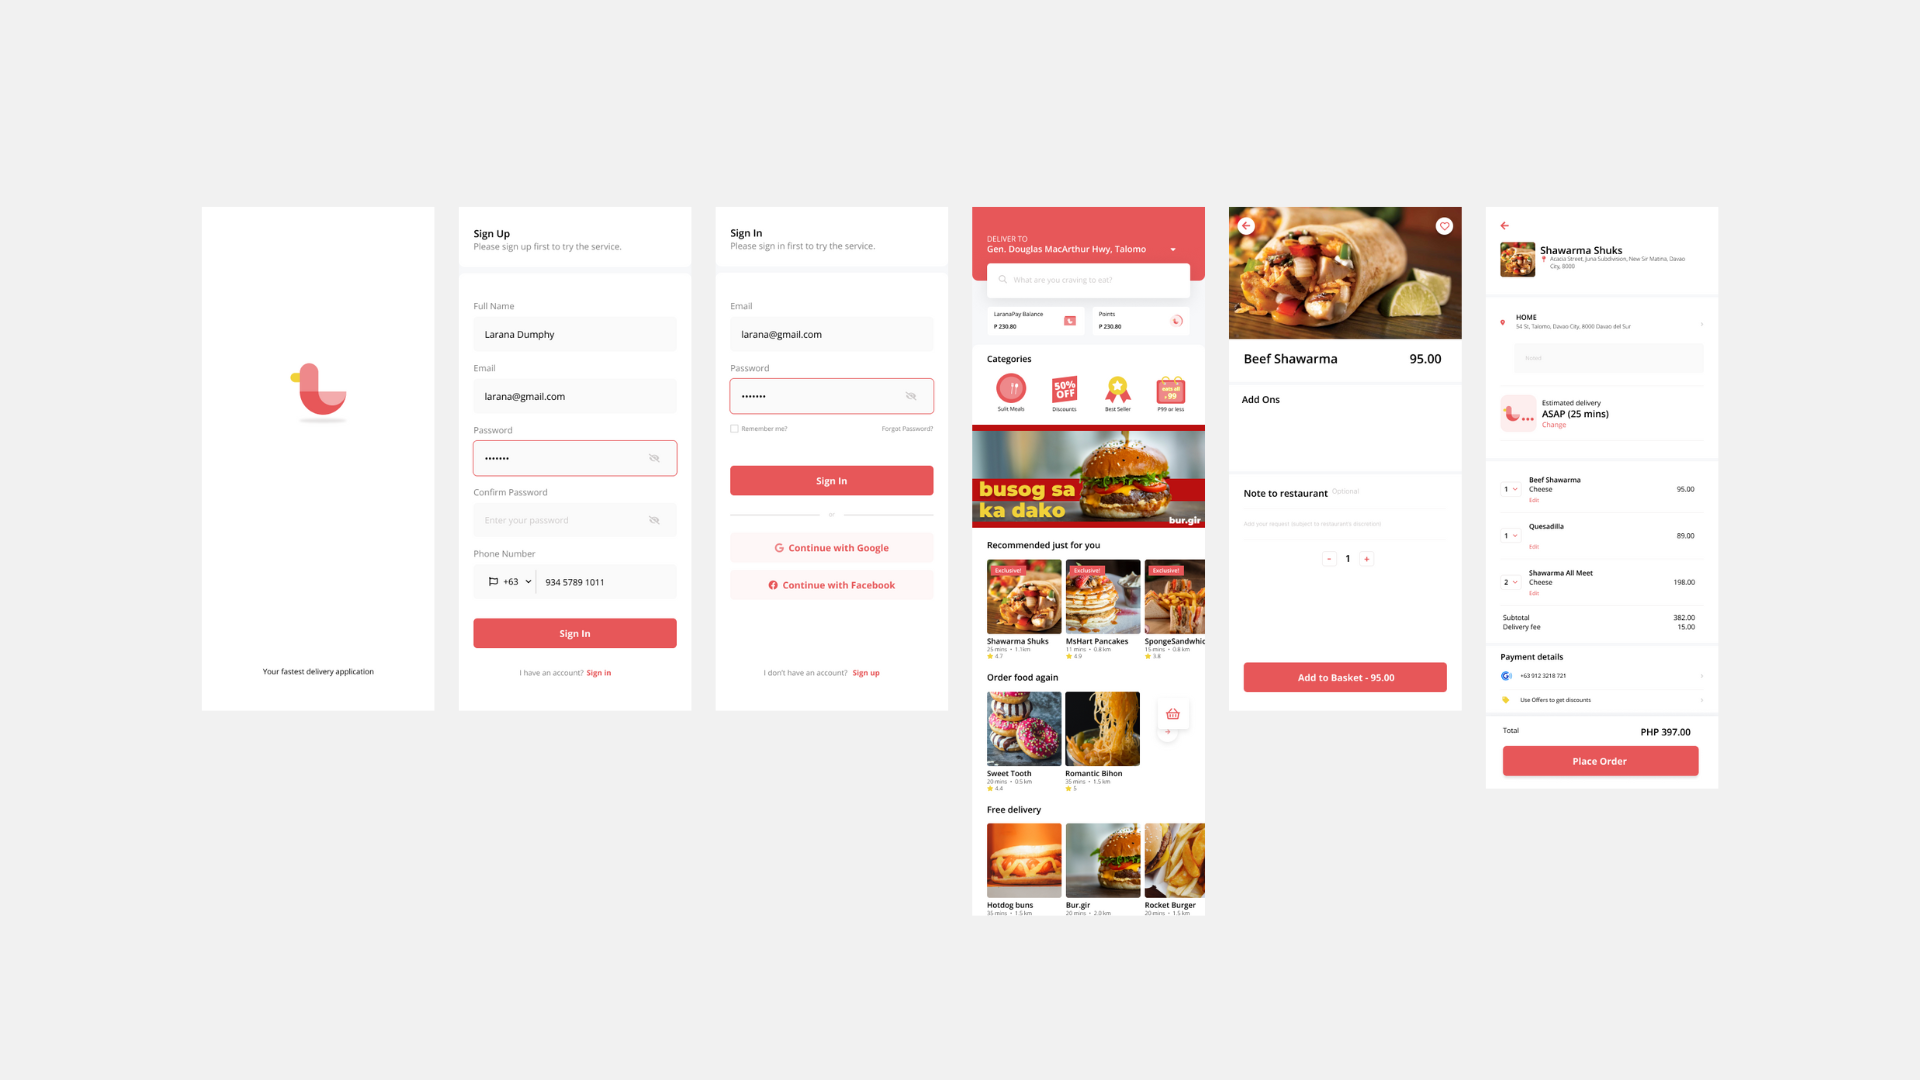 Your fastest delivery application
Sign Up
Please sign up first to try the service.
Full Name
Larana Dumphy
Email
larana@gmail.com
Password
•••••••
Confirm Password
Enter your password
Phone Number
+63 934 5789 1011
Sign In
I have an account? Sign in
Sign In
Please sign in first to try the service.
Email
larana@gmail.com
Password
•••••••
Remember me? Forgot Password?
Sign In
or
Continue with Google
Continue with Facebook
I don't have an account? Sign up
DELIVER TO
Gen. Douglas MacArthur Hwy, Talomo
What are you craving to eat?
LaranaPay Balance
₱ 230.80
Points
₱ 230.80
Categories
50% OFF
99
Sulit Meals Discounts Best Seller P99 or less
busog sa
ka dako
bur.gir
Recommended just for you
Exclusive! Exclusive! Exclusive!
Shawarma Shuks MsHart Pancakes SpongeSandwhic
25 mins • 1.1km 11 mins • 0.8 km 15 mins • 0.8 km
4.7 4.9 3.8
Order food again
Sweet Tooth Romantic Bihon
20 mins • 0.5 km 35 mins • 1.5 km
4.4 5
Free delivery
Hotdog buns Bur.gir Rocket Burger
35 mins • 1.5 km 20 mins • 2.0 km 20 mins • 1.5 km
Beef Shawarma 95.00
Add Ons
Note to restaurant Optional
Add your request (subject to restaurant's discretion)
- 1 +
Add to Basket - 95.00
Shawarma Shuks
Acacia Street, Juna Subdivision, New Sir Matina, Davao
City, 8000
HOME
54 St, Talomo, Davao City, 8000 Davao del Sur
Notes
Estimated delivery
ASAP (25 mins)
Change
Beef Shawarma
1 Cheese 95.00
Edit
Quesadilla
1 89.00
Edit
Shawarma All Meet
2 Cheese 198.00
Edit
Subtotal 382.00
Delivery fee 15.00
Payment details
+63 912 3218 721
Use Offers to get discounts
Total PHP 397.00
Place Order